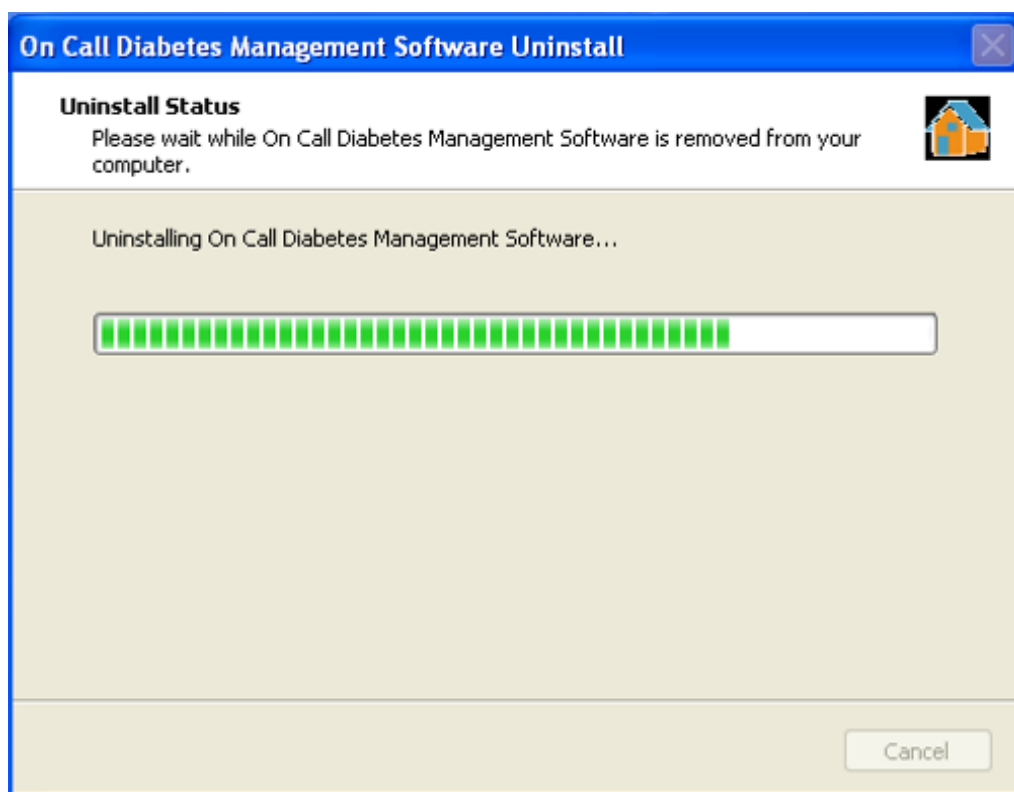 On Call Diabetes Management Software Uninstall
Uninstall Status
Please wait while On Call Diabetes Management Software is removed from your
computer.
Uninstalling On Call Diabetes Management Software...
Cancel